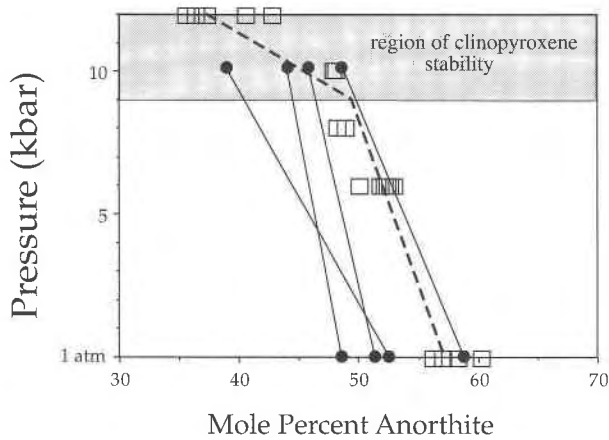 region of clinopyroxene
stability
Pressure (kbar)
10
5
1 atm
30
40
50
60
70
Mole Percent Anorthite